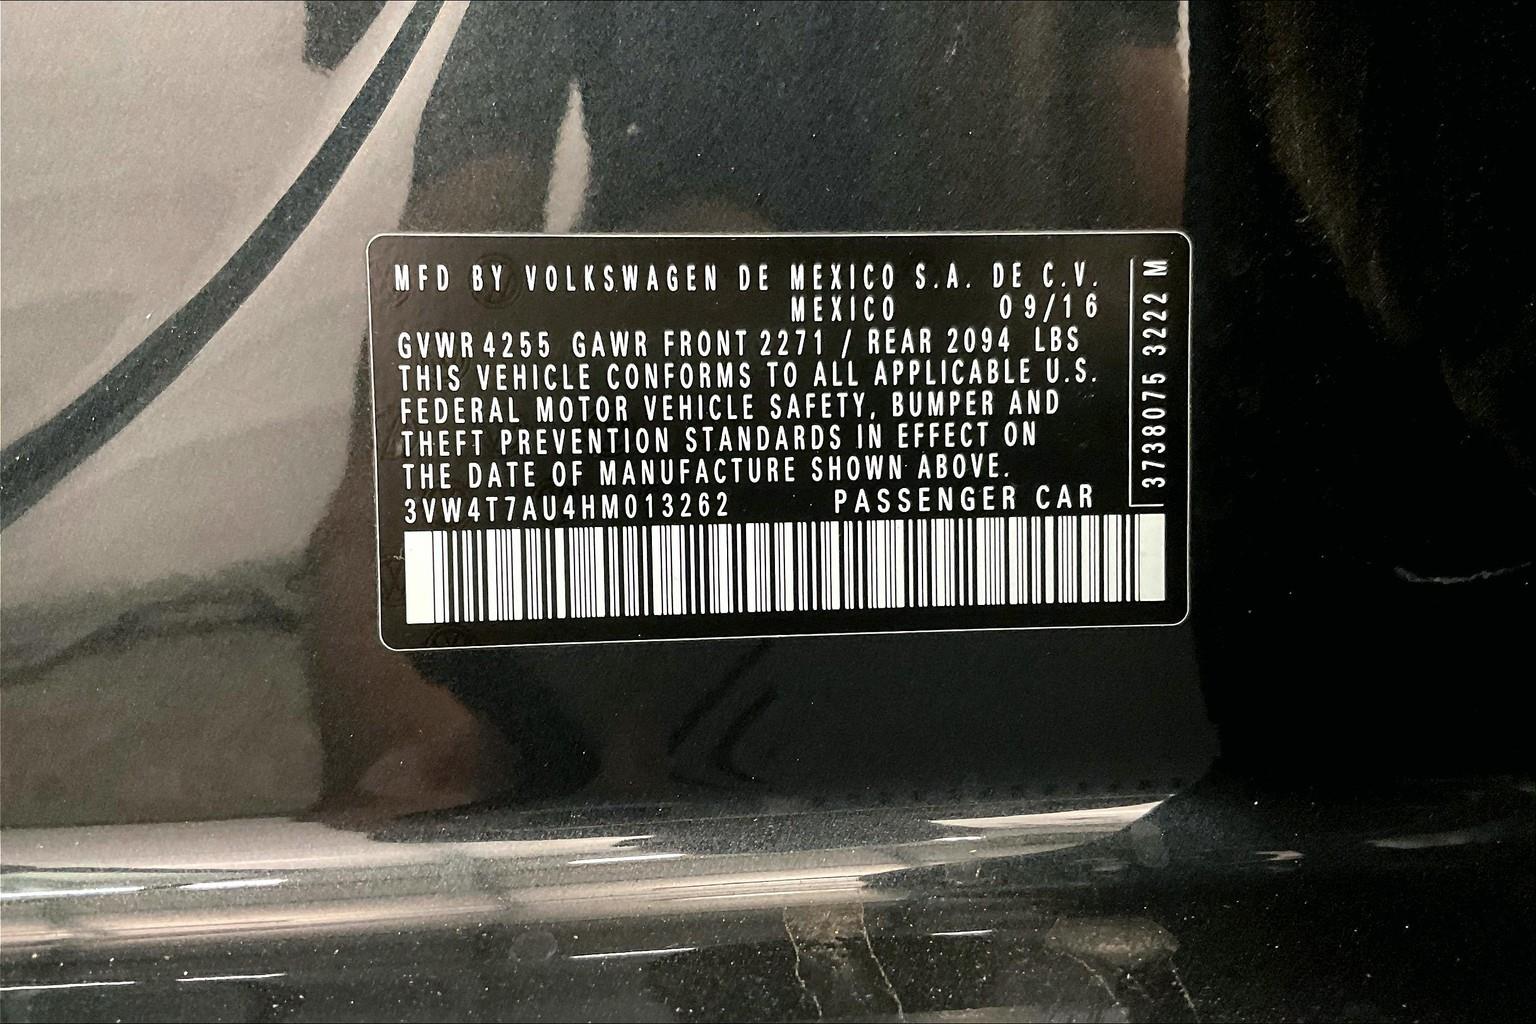 MFD BY VOLKSWAGEN DE MEXICO S.A. DE C.V.
MEXICO 09/16
GVWR 4255 GAWR FRONT 2271 / REAR 2094 LBS
THIS VEHICLE CONFORMS TO ALL APPLICABLE U.S.
FEDERAL MOTOR VEHICLE SAFETY, BUMPER AND
THEFT PREVENTION STANDARDS IN EFFECT ON
THE DATE OF MANUFACTURE SHOWN ABOVE.
3VW4T7AU4HM013262 PASSENGER CAR
3738075 3222 M